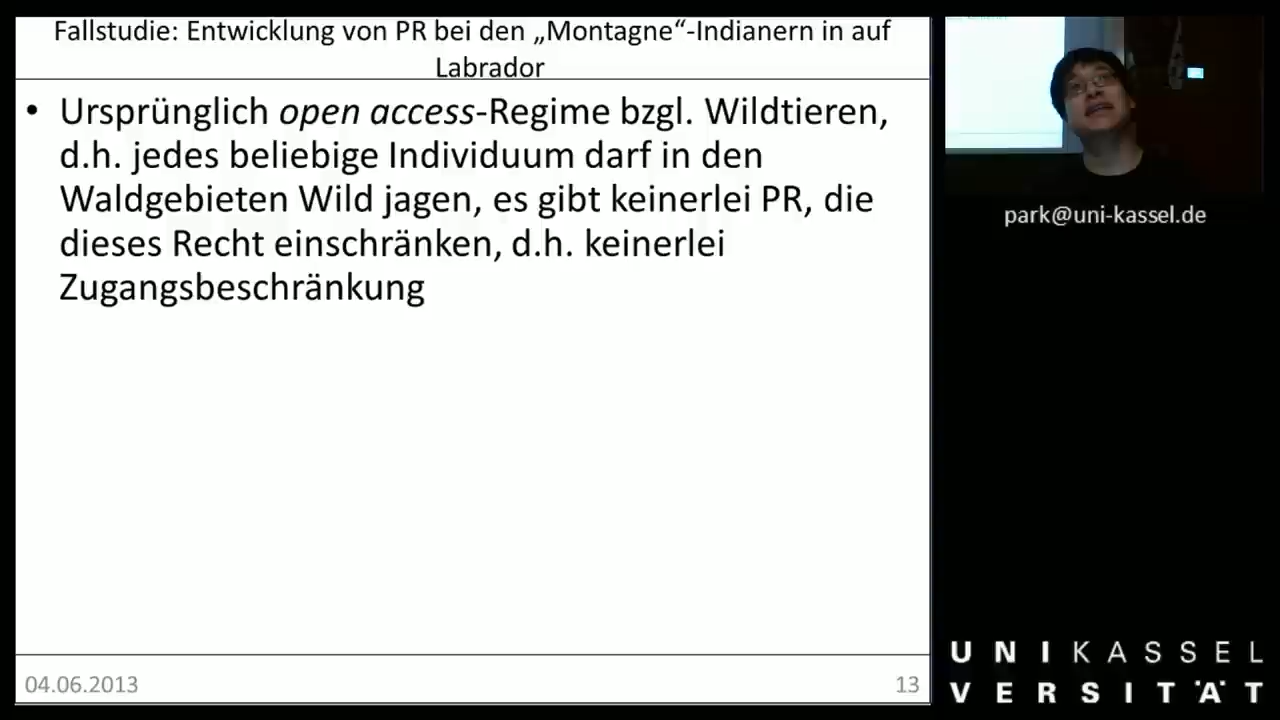 Fallstudie: Entwicklung von PR bei den „Montagne“-Indianern in auf
Labrador
• Ursprünglich open access-Regime bzgl. Wildtieren,
d.h. jedes beliebige Individuum darf in den
Waldgebieten Wild jagen, es gibt keinerlei PR, die
dieses Recht einschränken, d.h. keinerlei
Zugangsbeschränkung
04.06.2013
13
park@uni-kassel.de
UNIKASSEL
VERSITÄT